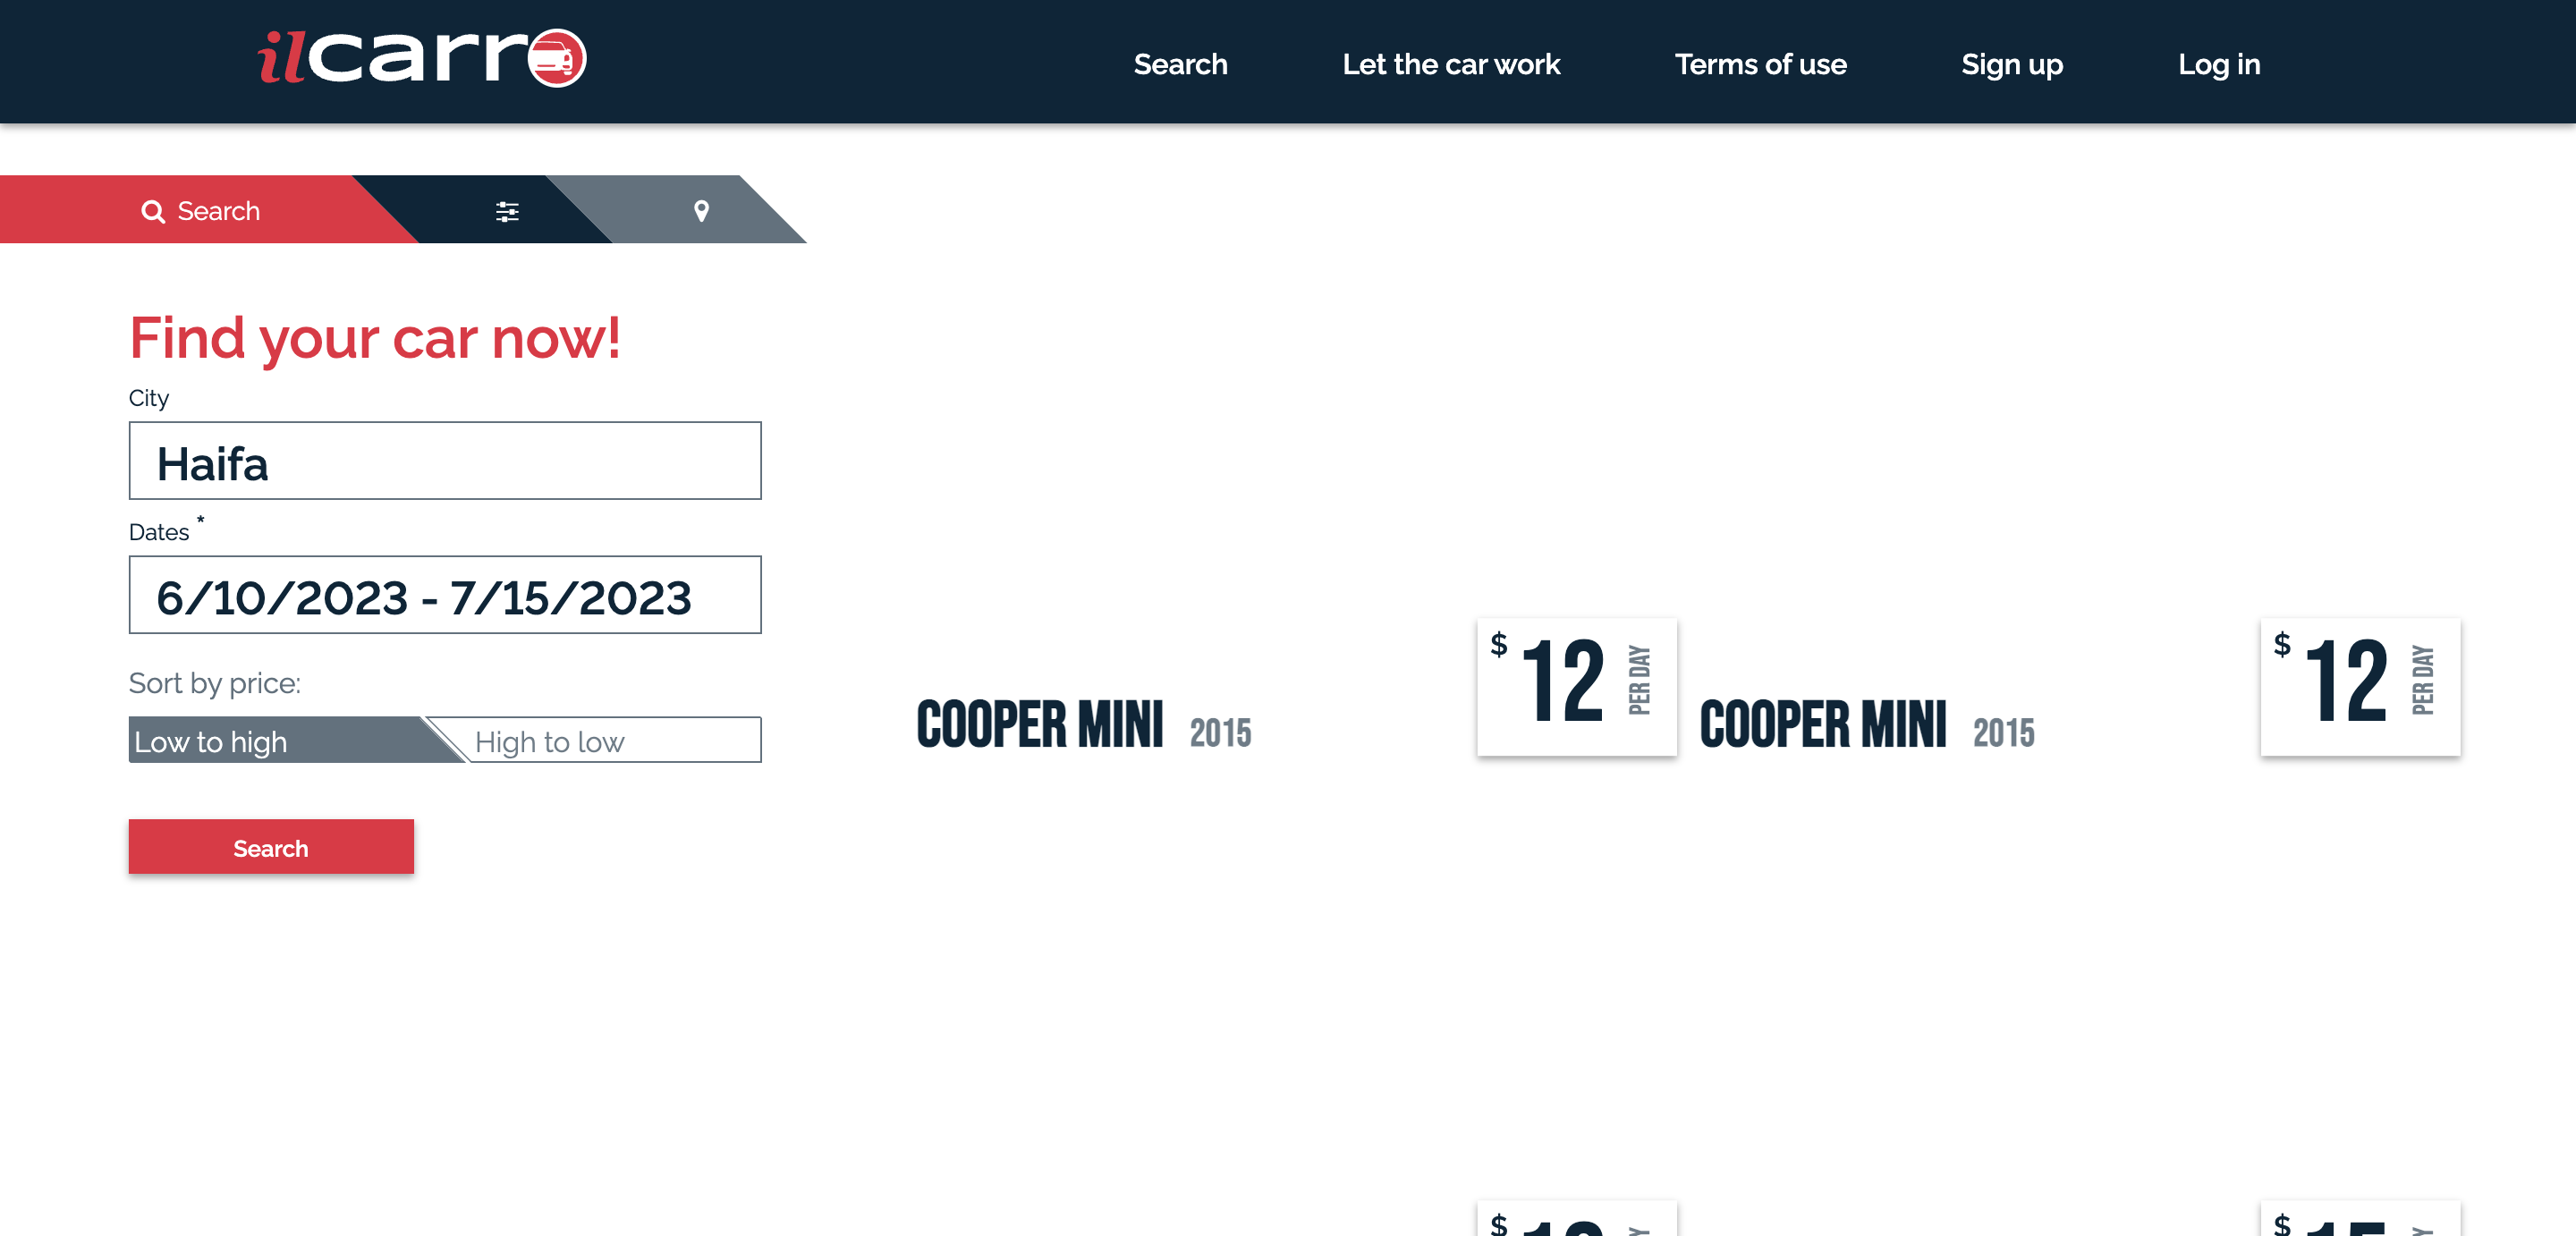 ilcarro
Search Let the car work Terms of use Sign up Log in
Search
Find your car now!
City
Haifa
Dates *
6/10/2023 - 7/15/2023
Sort by price:
Low to high High to low
Search
COOPER MINI 2015
$ 12 PER DAY
COOPER MINI 2015
$ 12 PER DAY
$
$